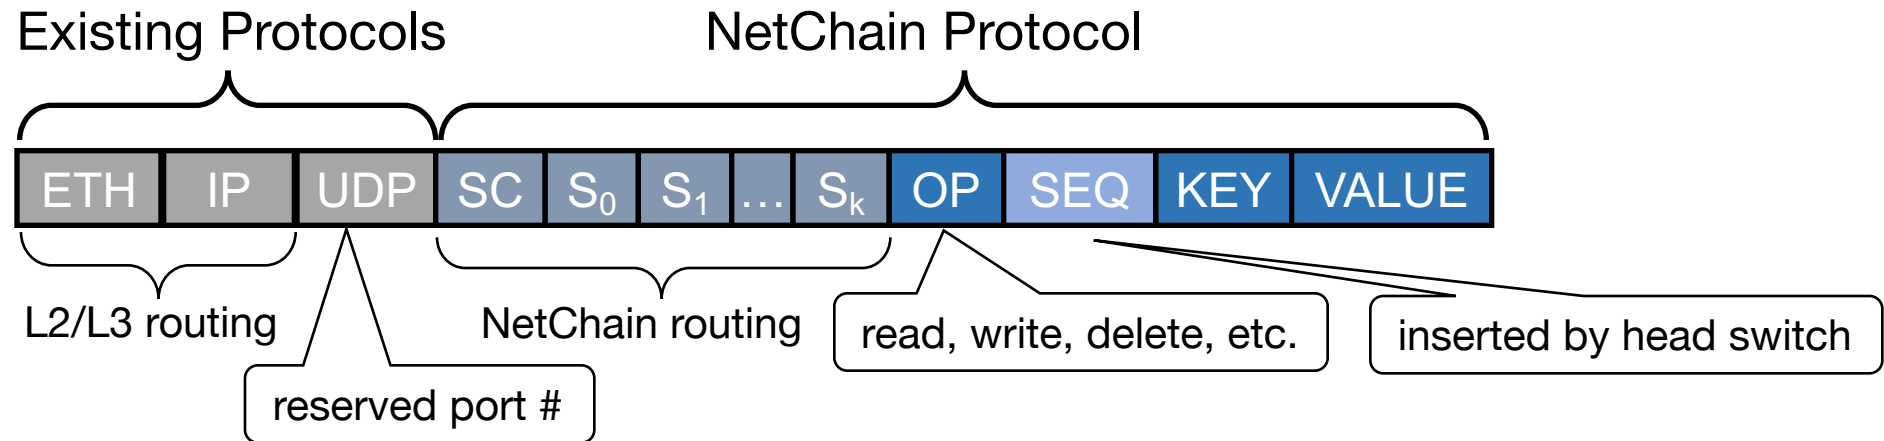 Existing Protocols NetChain Protocol
ETH IP UDP SC S₀ S₁ ... Sₖ OP SEQ KEY VALUE
L2/L3 routing NetChain routing read, write, delete, etc. inserted by head switch
reserved port #